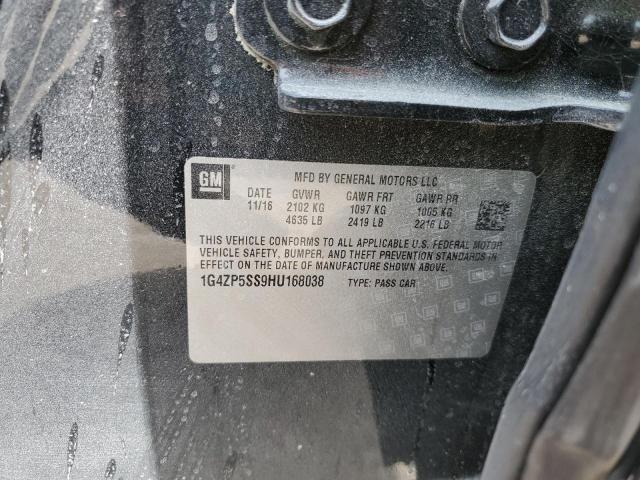 GM
MFD BY GENERAL MOTORS LLC
DATE GVWR GAWR FRT GAWR RR
11/16 2102 KG 1097 KG 1005 KG
4635 LB 2419 LB 2216 LB
THIS VEHICLE CONFORMS TO ALL APPLICABLE U.S. FEDERAL MOTOR
VEHICLE SAFETY, BUMPER, AND THEFT PREVENTION STANDARDS IN
EFFECT ON THE DATE OF MANUFACTURE SHOWN ABOVE.
1G4ZP5SS9HU168038 TYPE: PASS CAR